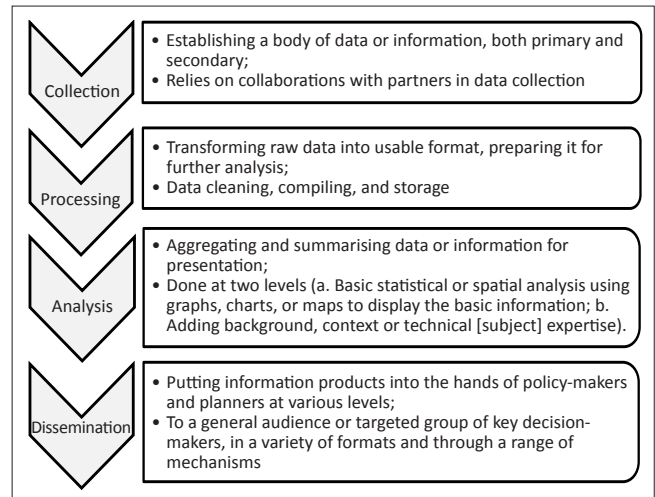 Collection
• Establishing a body of data or information, both primary and
secondary;
• Relies on collaborations with partners in data collection
Processing
• Transforming raw data into usable format, preparing it for
further analysis;
• Data cleaning, compiling, and storage
Analysis
• Aggregating and summarising data or information for
presentation;
• Done at two levels (a. Basic statistical or spatial analysis using
graphs, charts, or maps to display the basic information; b.
Adding background, context or technical [subject] expertise).
Dissemination
• Putting information products into the hands of policy-makers
and planners at various levels;
• To a general audience or targeted group of key decision-
makers, in a variety of formats and through a range of
mechanisms